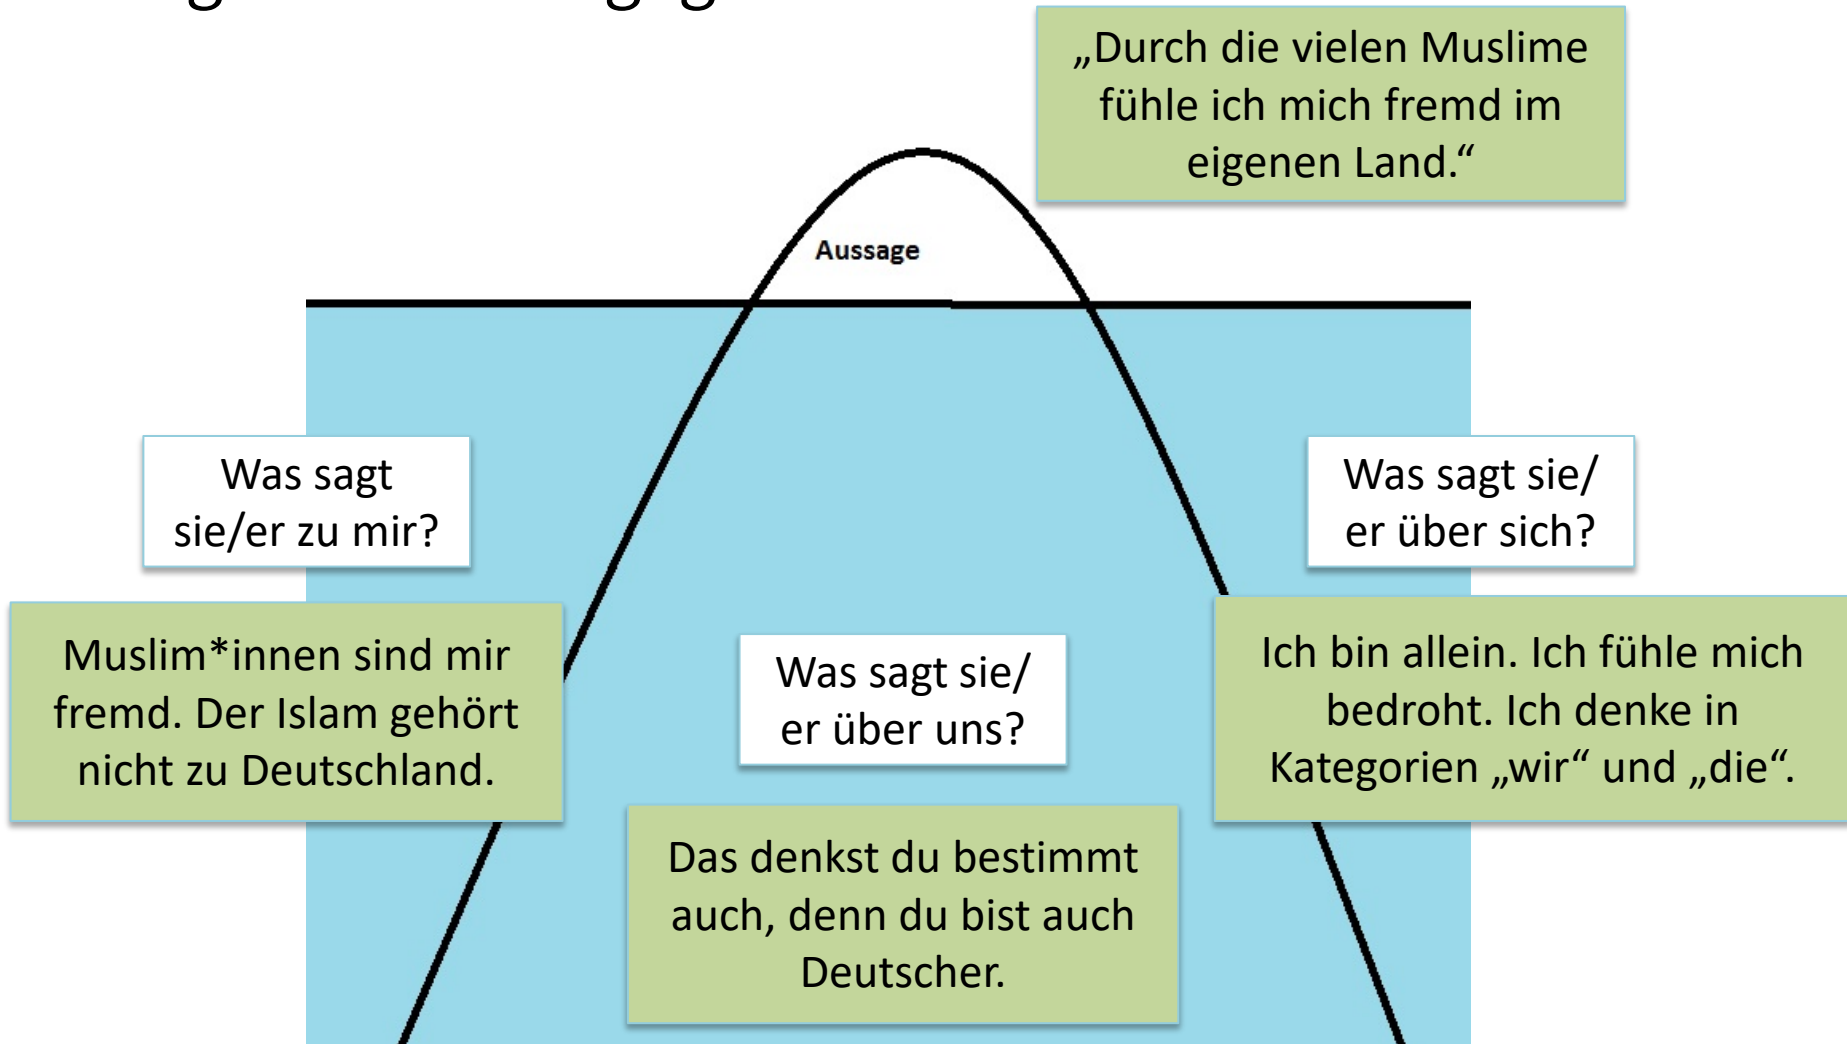 „Durch die vielen Muslime
fühle ich mich fremd im
eigenen Land.“
Aussage
Was sagt
sie/er zu mir?
Was sagt sie/
er über sich?
Muslim*innen sind mir
fremd. Der Islam gehört
nicht zu Deutschland.
Was sagt sie/
er über uns?
Ich bin allein. Ich fühle mich
bedroht. Ich denke in
Kategorien „wir“ und „die“.
Das denkst du bestimmt
auch, denn du bist auch
Deutscher.